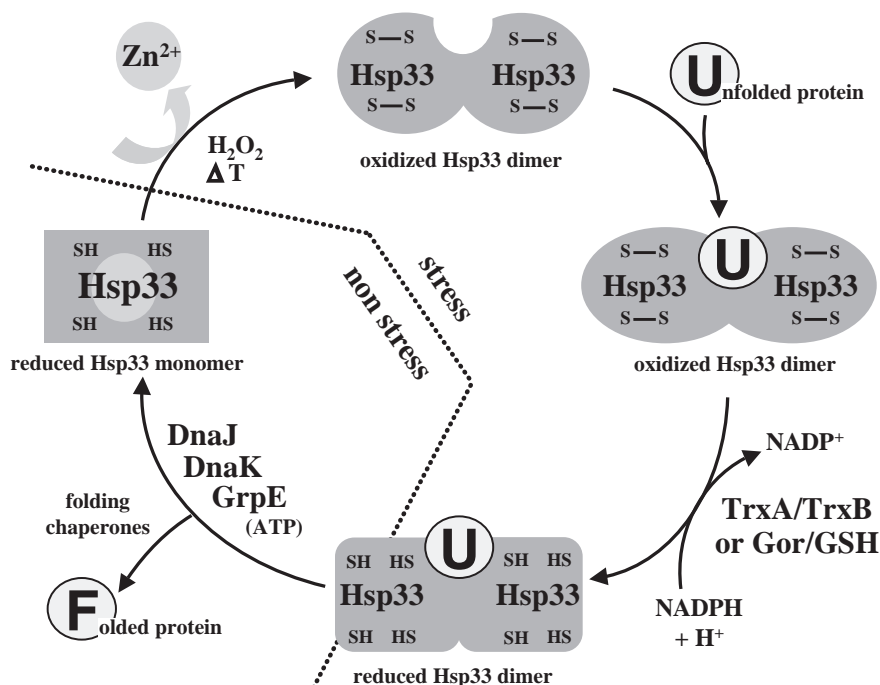 Zn²⁺
H₂O₂
Δ T
S—S S—S
Hsp33 Hsp33
S—S S—S
oxidized Hsp33 dimer
Unfolded protein
S—S S—S
U
Hsp33 Hsp33
S—S S—S
oxidized Hsp33 dimer
stress
non stress
SH HS
Hsp33
SH HS
reduced Hsp33 monomer
NADP⁺
TrxA/TrxB
or Gor/GSH
NADPH
+ H⁺
DnaJ
DnaK
GrpE
(ATP)
folding
chaperones
Folded protein
U
SH HS SH HS
Hsp33 Hsp33
SH HS SH HS
reduced Hsp33 dimer